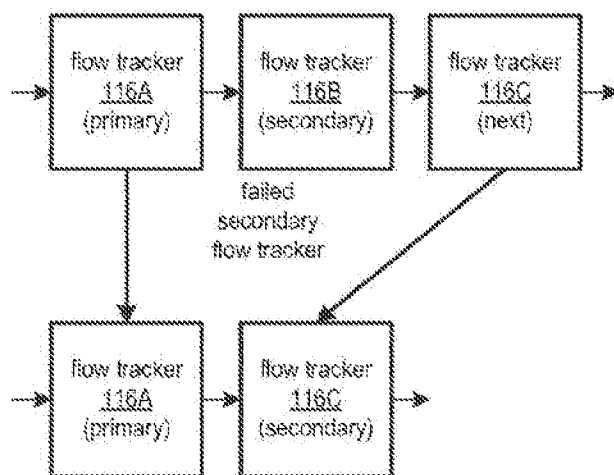 flow tracker
116A
(primary)
flow tracker
116B
(secondary)
flow tracker
116C
(next)
failed
secondary
flow tracker
flow tracker
116A
(primary)
flow tracker
116C
(secondary)